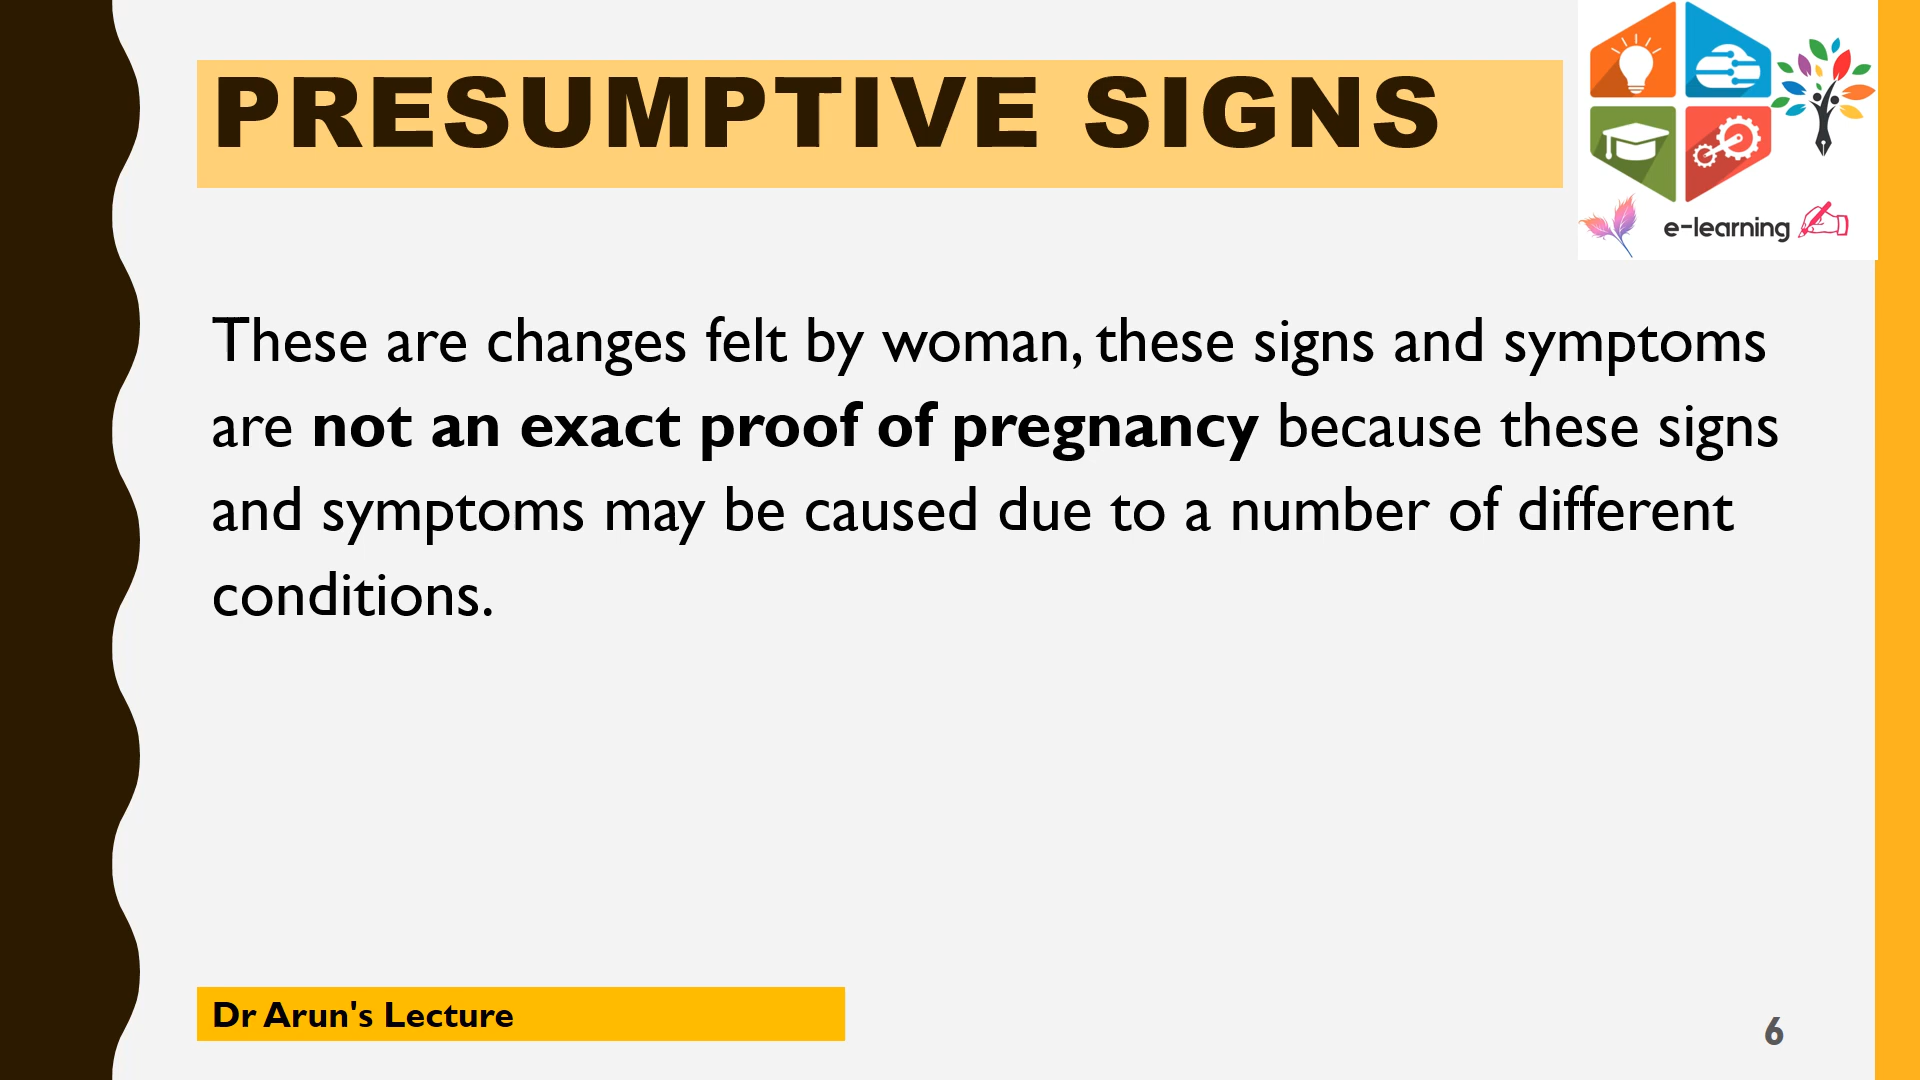 PRESUMPTIVE SIGNS
e-learning
These are changes felt by woman, these signs and symptoms
are not an exact proof of pregnancy because these signs
and symptoms may be caused due to a number of different
conditions.
Dr Arun's Lecture
6